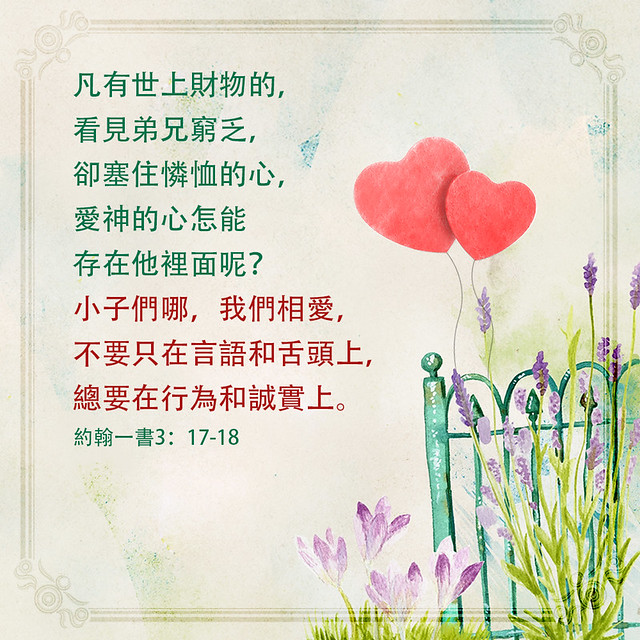 凡有世上財物的,
看見弟兄窮乏,
卻塞住憐恤的心,
愛神的心怎能
存在他裡面呢?
小子們哪，我們相愛,
不要只在言語和舌頭上,
總要在行為和誠實上。
約翰一書3：17-18